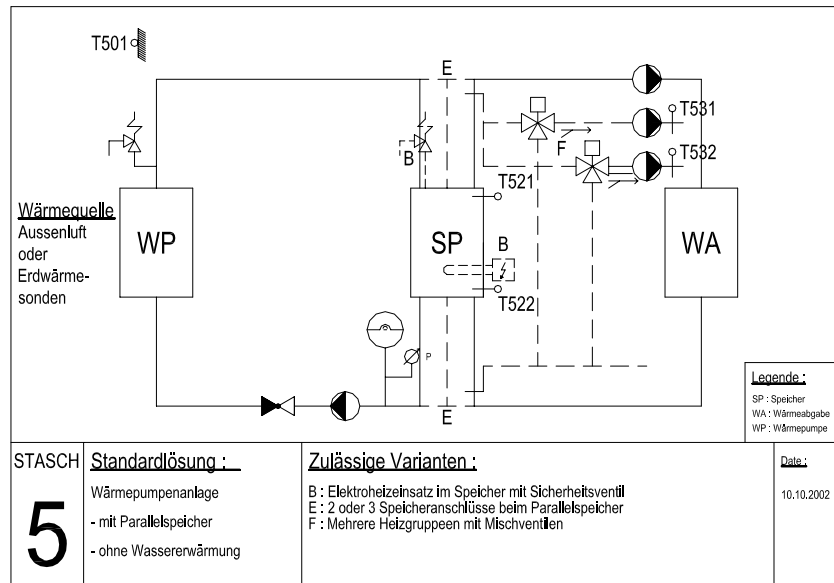 T501
E
T531
F
T532
B
T521
Wärmequelle
Aussenluft
oder
Erdwärme-
sonden
WP
SP
B
WA
T522
P
E
Legende :
SP : Speicher
WA : Wärmeabgabe
WP : Wärmepumpe
STASCH
5
Standardlösung :
Wärmepumpenanlage
- mit Parallelspeicher
- ohne Wassererwärmung
Zulässige Varianten :
B : Elektroheizeinsatz im Speicher mit Sicherheitsventil
E : 2 oder 3 Speicheranschlüsse beim Parallelspeicher
F : Mehrere Heizgruppeen mit Mischventilen
Date :
10.10.2002